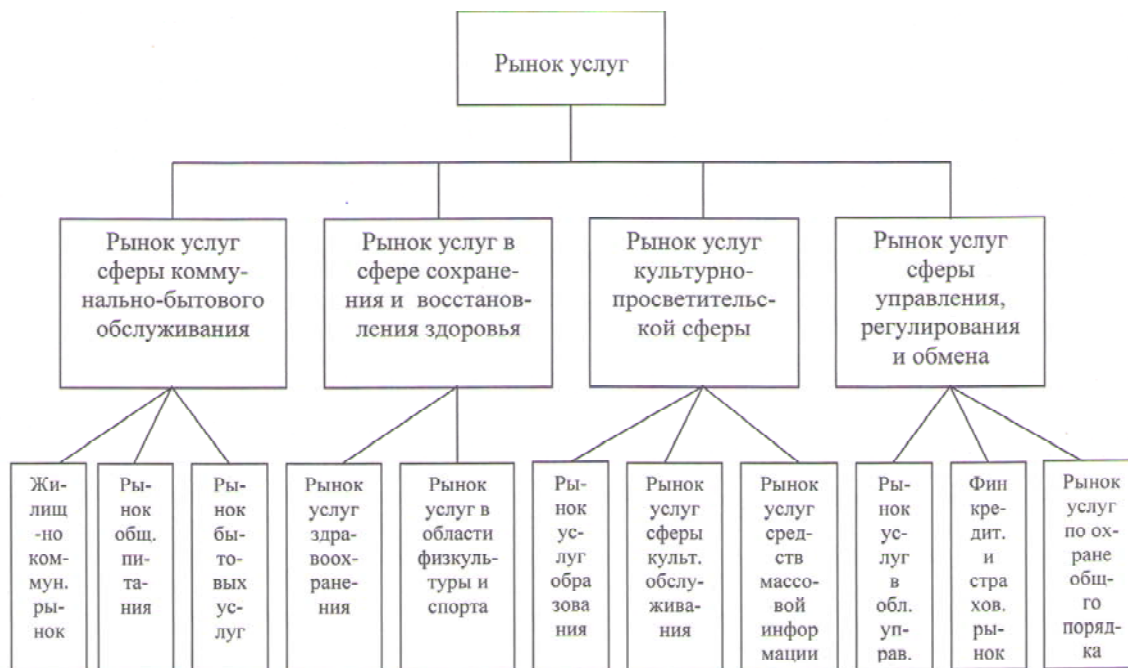 Рынок услуг
Рынок услуг
сферы комму-
нально-бытового
обслуживания
Рынок услуг в
сфере сохране-
ния и восстанов-
ления здоровья
Рынок услуг
культурно-
просветительс-
кой сферы
Рынок услуг
сферы
управления,
регулирования
и обмена
Жи-
лищ
-но
ком-
мун.
ры-
нок
Ры-
нок
общ.
пи-
та-
ния
Ры-
нок
бы-
то-
вых
ус-
луг
Рынок
услуг
здра-
воох-
ране-
ния
Рынок
услуг в
области
физкуль-
туры и
спорта
Ры-
нок
ус-
луг
обра
зова
ния
Рынок
услуг
сферы
культ.
обслу-
жива-
ния
Рынок
услуг
сред-
ств
массо-
вой
инфор
мации
Ры-
нок
ус-
луг
в
обл.
уп-
рав.
Фин
кре-
дит.
и
стра
хов.
ры-
нок
Рынок
услуг
по ох-
ране
общ-
го
поряд-
ка